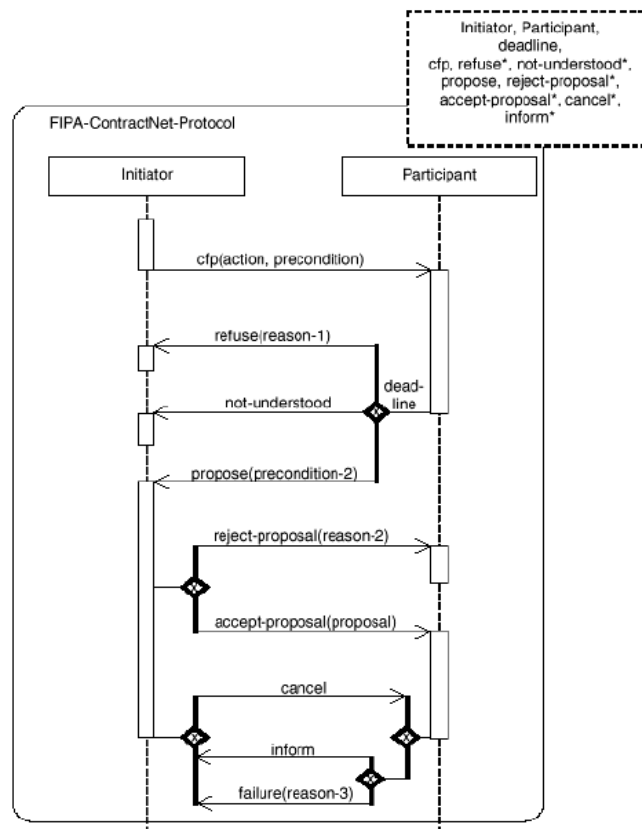 Initiator, Participant,
deadline,
cfp, refuse*, not-understood*,
propose, reject-proposal*,
accept-proposal*, cancel*,
inform*
FIPA-ContractNet-Protocol
Initiator
Participant
cfp(action, precondition)
refuse(reason-1)
dead-
line
not-understood
x
propose(precondition-2)
reject-proposal(reason-2)
x
accept-proposal(proposal)
cancel
x
x
inform
x
failure(reason-3)